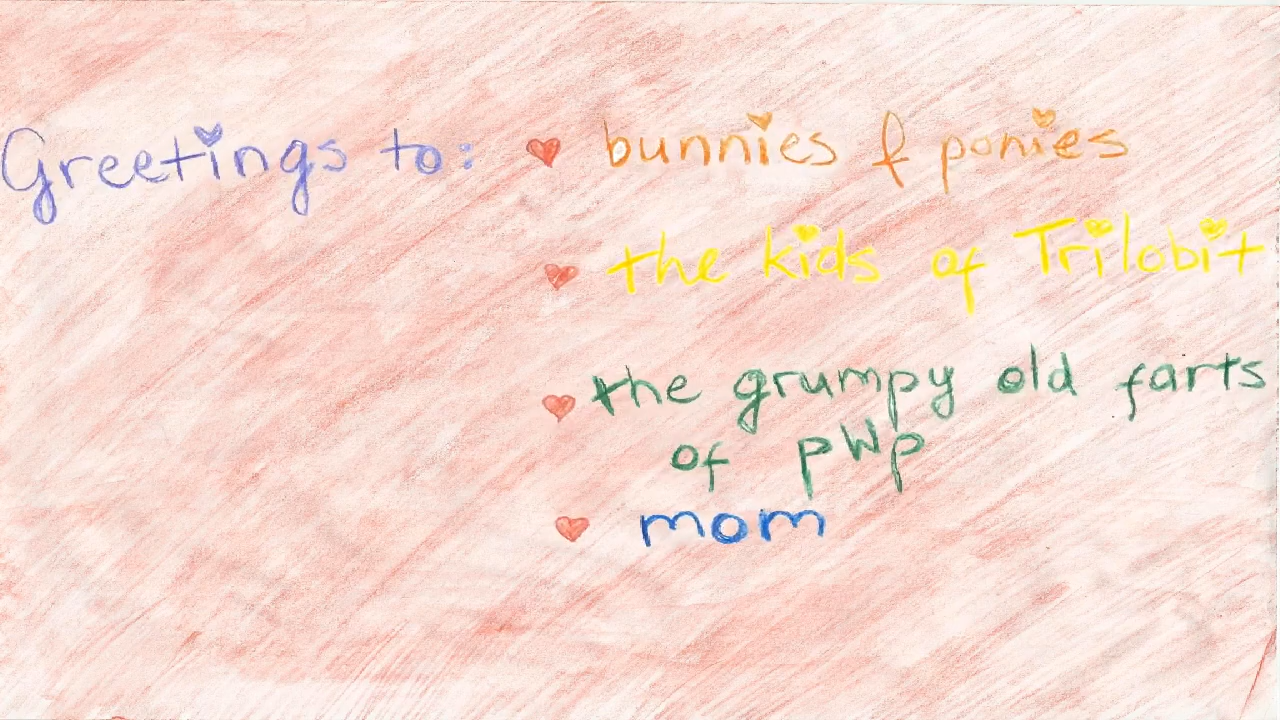 Greetings to: ♥ bunnies & ponies
♥ the kids of Trilobit
♥ the grumpy old farts
of pwp
♥ mom